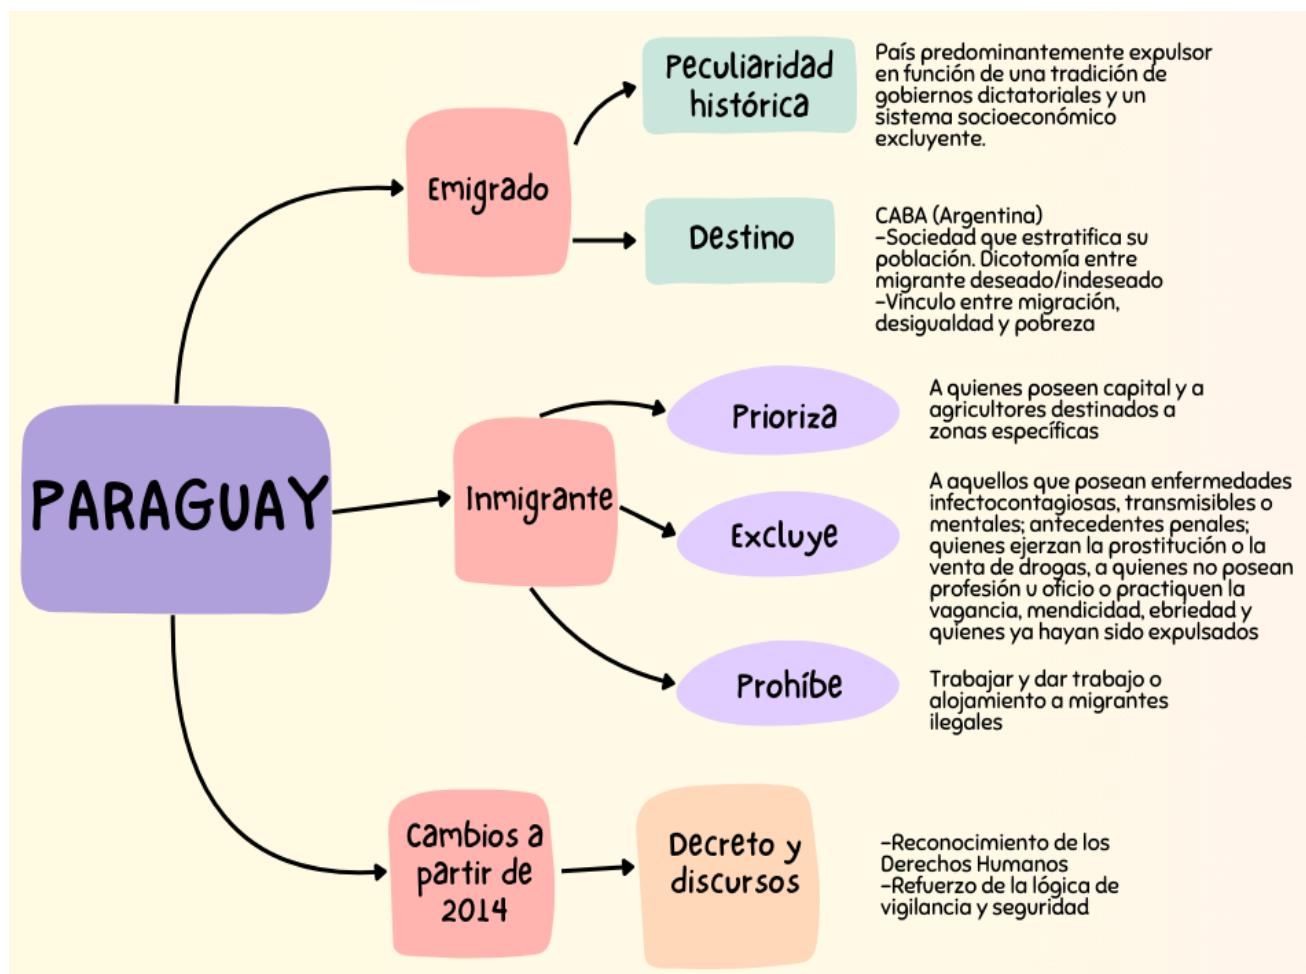 PARAGUAY
Emigrado
Peculiaridad
histórica
País predominantemente expulsor
en función de una tradición de
gobiernos dictatoriales y un
sistema socioeconómico
excluyente.
Destino
CABA (Argentina)
-Sociedad que estratifica su
población. Dicotomía entre
migrante deseado/indeseado
-Vinculo entre migración,
desigualdad y pobreza
Inmigrante
Prioriza
A quienes poseen capital y a
agricultores destinados a
zonas específicas
Excluye
A aquellos que posean enfermedades
infectocontagiosas, transmisibles o
mentales; antecedentes penales;
quienes ejerzan la prostitución o la
venta de drogas, a quienes no posean
profesión u oficio o practiquen la
vagancia, mendicidad, ebriedad y
quienes ya hayan sido expulsados
Prohíbe
Trabajar y dar trabajo o
alojamiento a migrantes
ilegales
Cambios a
partir de
2014
Decreto y
discursos
-Reconocimiento de los
Derechos Humanos
-Refuerzo de la lógica de
vigilancia y seguridad